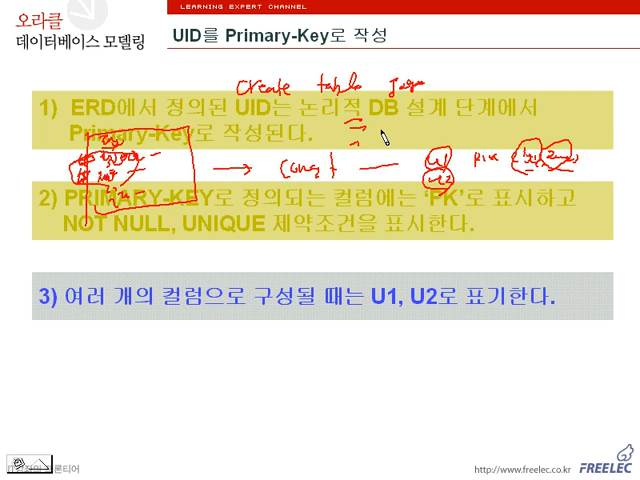 LEARNING EXPERT CHANNEL
오라클
데이터베이스 모델링
UID를 Primary-Key로 작성
Create table
1) ERD에서 정의된 UID는 논리적 DB 설계 단계에서
Primary-Key로 작성된다.
2) PRIMARY-KEY로 정의되는 컬럼에는 ‘PK’로 표시하고
NOT NULL, UNIQUE 제약조건을 표시한다.
3) 여러 개의 컬럼으로 구성될 때는 U1, U2로 표기한다.
http://www.freelec.co.kr
FREELEC